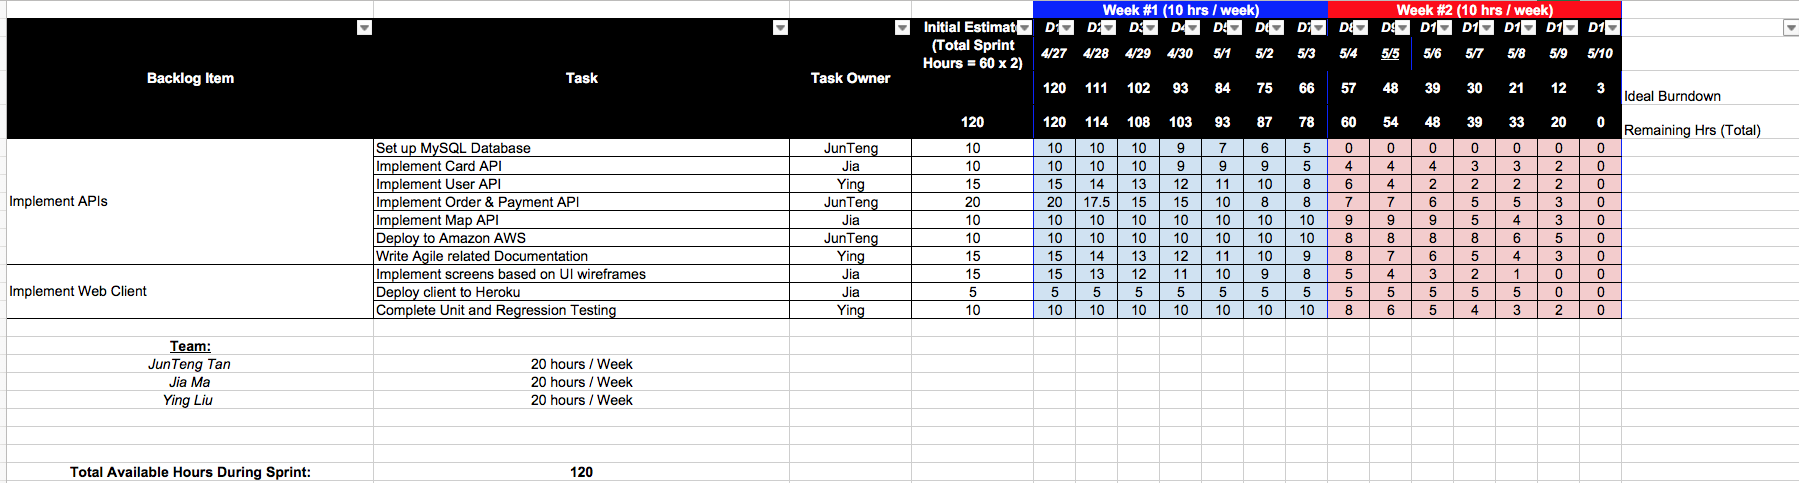 Week #1 (10 hrs / week) Week #2 (10 hrs / week)
Backlog Item Task Task Owner Initial Estimat (Total Sprint Hours = 60 x 2)
D1 D2 D3 D4 D5 D6 D7 D8 D9 D1 D1 D1 D1 D1
4/27 4/28 4/29 4/30 5/1 5/2 5/3 5/4 5/5 5/6 5/7 5/8 5/9 5/10
120 111 102 93 84 75 66 57 48 39 30 21 12 3 Ideal Burndown
120 120 114 108 103 93 87 78 60 54 48 39 33 20 0 Remaining Hrs (Total)
Implement APIs
Set up MySQL Database JunTeng 10 10 10 10 9 7 6 5 0 0 0 0 0 0 0
Implement Card API Jia 10 10 10 10 9 9 9 5 4 4 4 3 3 2 0
Implement User API Ying 15 15 14 13 12 11 10 8 6 4 2 2 2 2 0
Implement Order & Payment API JunTeng 20 20 17.5 15 15 10 8 8 7 7 6 5 5 3 0
Implement Map API Jia 10 10 10 10 10 10 10 10 9 9 9 5 4 3 0
Deploy to Amazon AWS JunTeng 10 10 10 10 10 10 10 10 8 8 8 8 6 5 0
Write Agile related Documentation Ying 15 15 14 13 12 11 10 9 8 7 6 5 4 3 0
Implement Web Client
Implement screens based on UI wireframes Jia 15 15 13 12 11 10 9 8 5 4 3 2 1 0 0
Deploy client to Heroku Jia 5 5 5 5 5 5 5 5 5 5 5 5 5 0 0
Complete Unit and Regression Testing Ying 10 10 10 10 10 10 10 10 8 6 5 4 3 2 0
Team:
JunTeng Tan 20 hours / Week
Jia Ma 20 hours / Week
Ying Liu 20 hours / Week
Total Available Hours During Sprint: 120